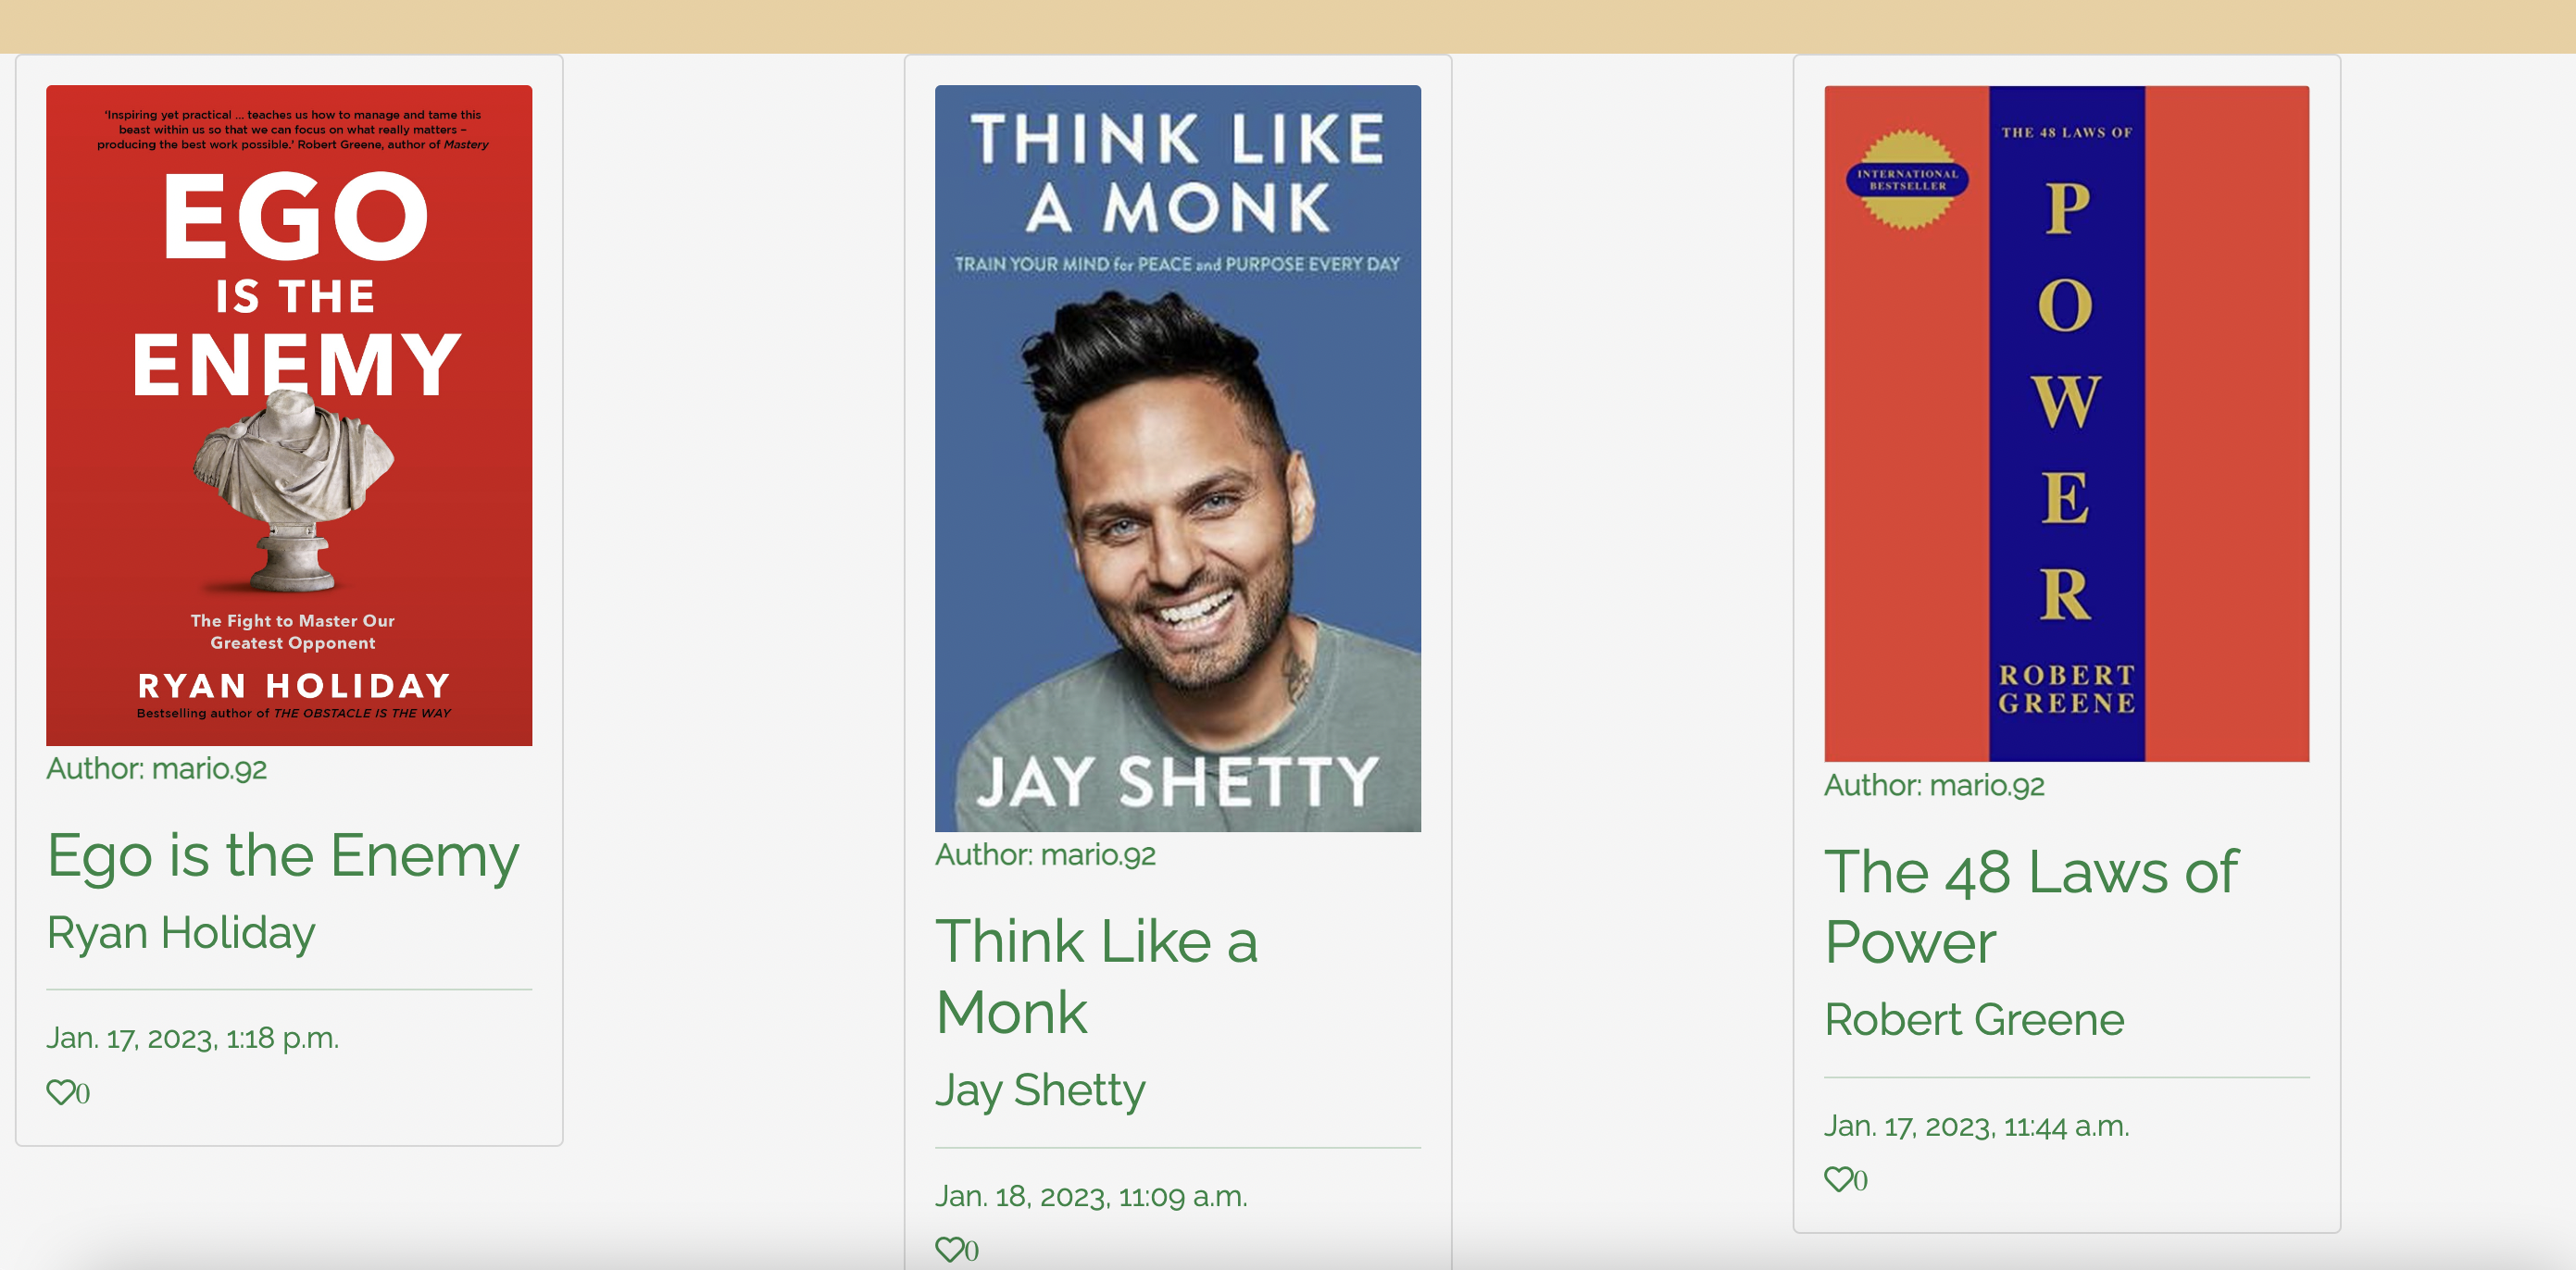 'Inspiring yet practical ... teaches us how to manage and tame this
beast within us so that we can focus on what really matters –
producing the best work possible.' Robert Greene, author of Mastery
EGO
IS THE
ENEMY
The Fight to Master Our
Greatest Opponent
RYAN HOLIDAY
Bestselling author of THE OBSTACLE IS THE WAY
Author: mario.92
Ego is the Enemy
Ryan Holiday
Jan. 17, 2023, 1:18 p.m.
0
THINK LIKE
A MONK
TRAIN YOUR MIND for PEACE and PURPOSE EVERY DAY
JAY SHETTY
Author: mario.92
Think Like a
Monk
Jay Shetty
Jan. 18, 2023, 11:09 a.m.
0
INTERNATIONAL
BESTSELLER
THE 48 LAWS OF
P
O
W
E
R
ROBERT
GREENE
Author: mario.92
The 48 Laws of
Power
Robert Greene
Jan. 17, 2023, 11:44 a.m.
0